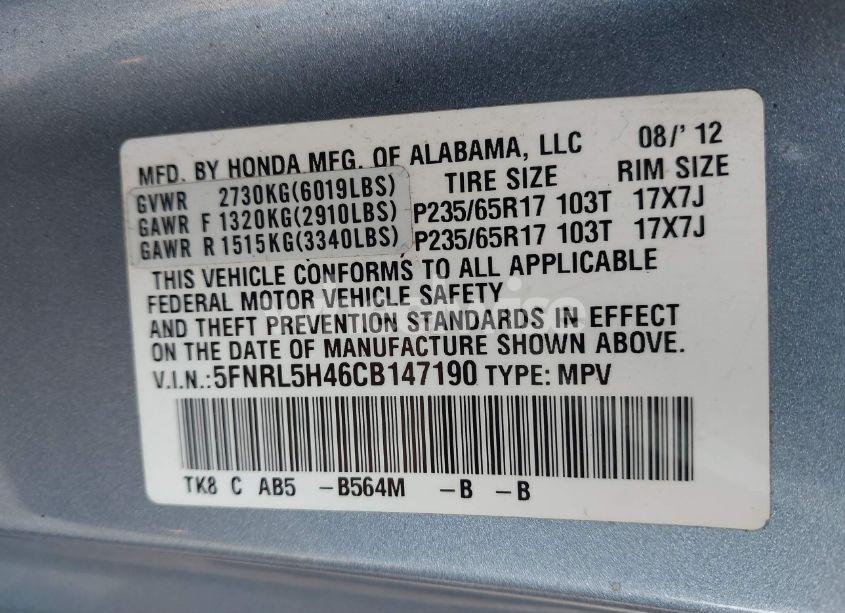 MFD. BY HONDA MFG. OF ALABAMA, LLC 08/'12
GVWR 2730KG(6019LBS) TIRE SIZE RIM SIZE
GAWR F 1320KG(2910LBS) P235/65R17 103T 17X7J
GAWR R 1515KG(3340LBS) P235/65R17 103T 17X7J
THIS VEHICLE CONFORMS TO ALL APPLICABLE
FEDERAL MOTOR VEHICLE SAFETY
AND THEFT PREVENTION STANDARDS IN EFFECT
ON THE DATE OF MANUFACTURE SHOWN ABOVE.
V.I.N.:5FNRL5H46CB147190 TYPE: MPV
TK8 C AB5 -B564M -B -B